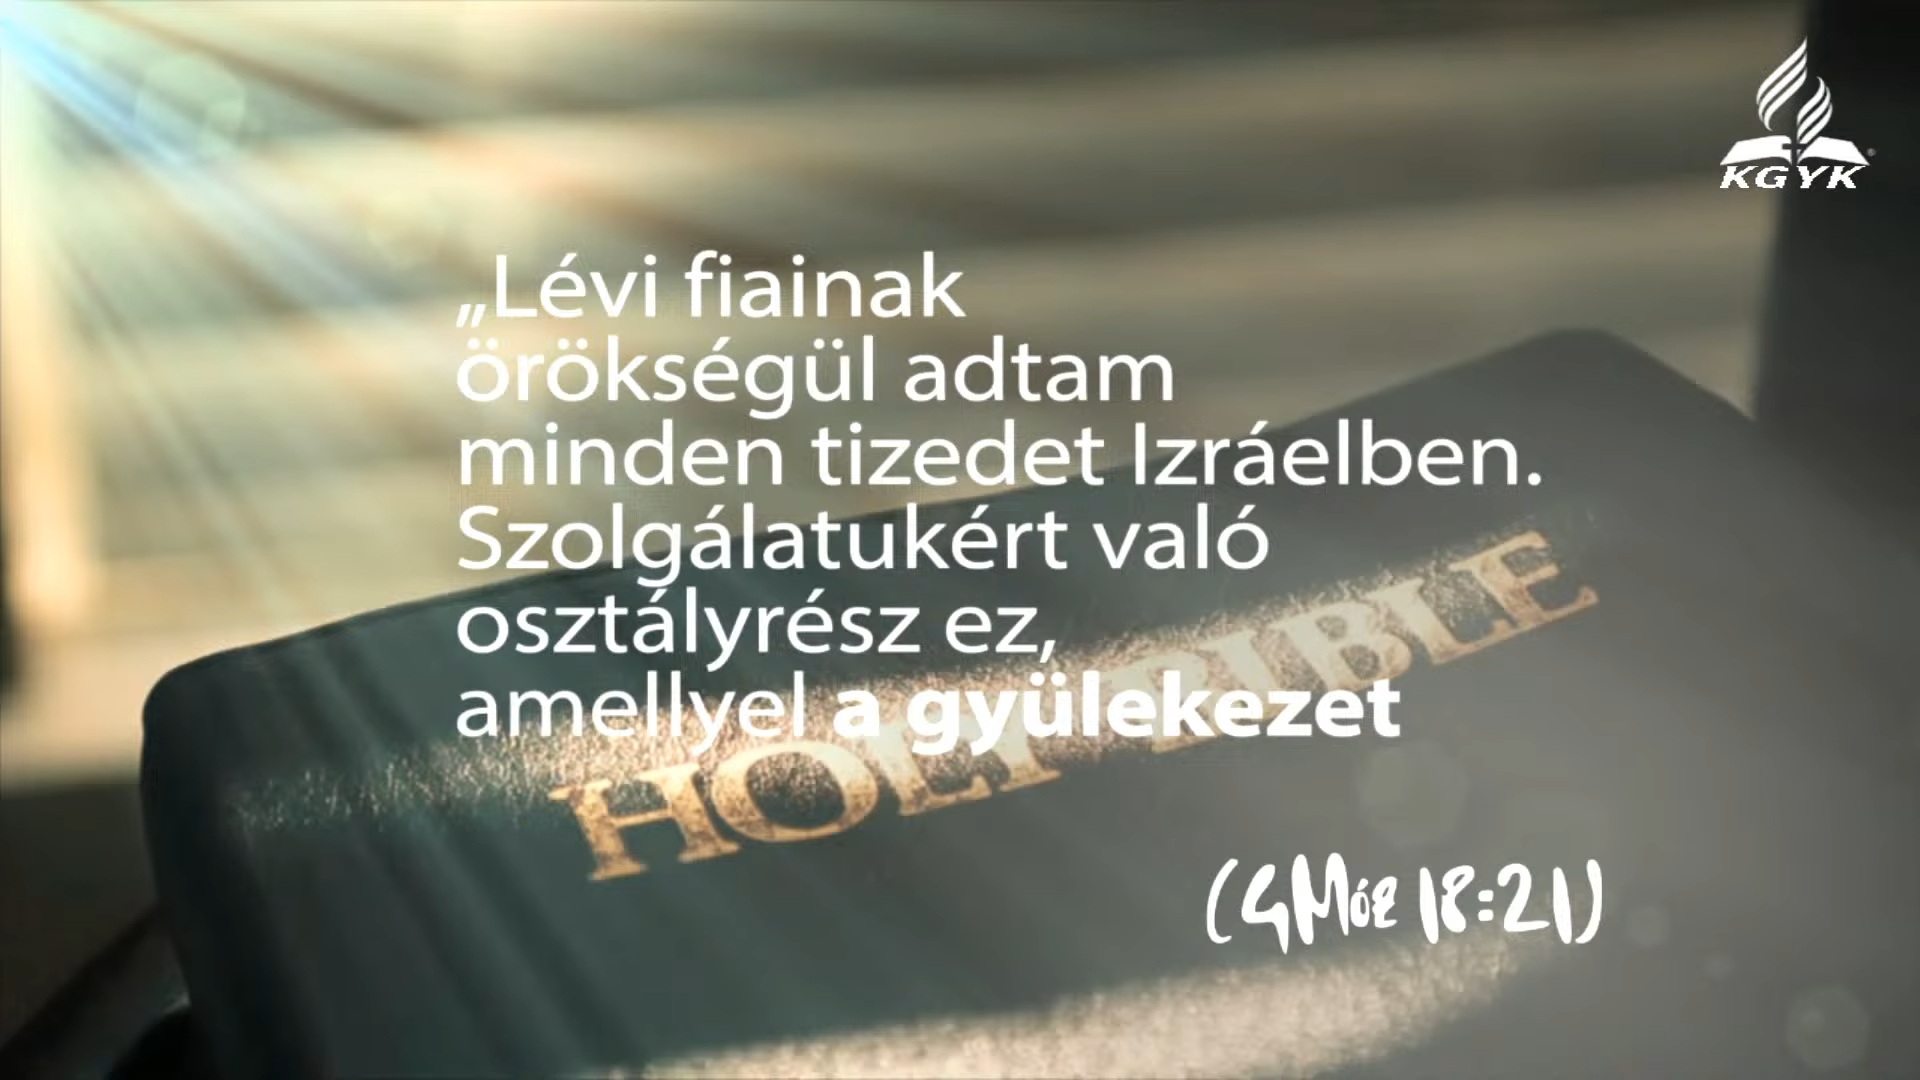 KGYK
„Lévi fiainak
örökségül adtam
minden tizedet Izráelben.
Szolgálatukért való
osztályrész ez,
amellyel a gyülekezet
HOLY BIBLE
(4Móz 18:21)